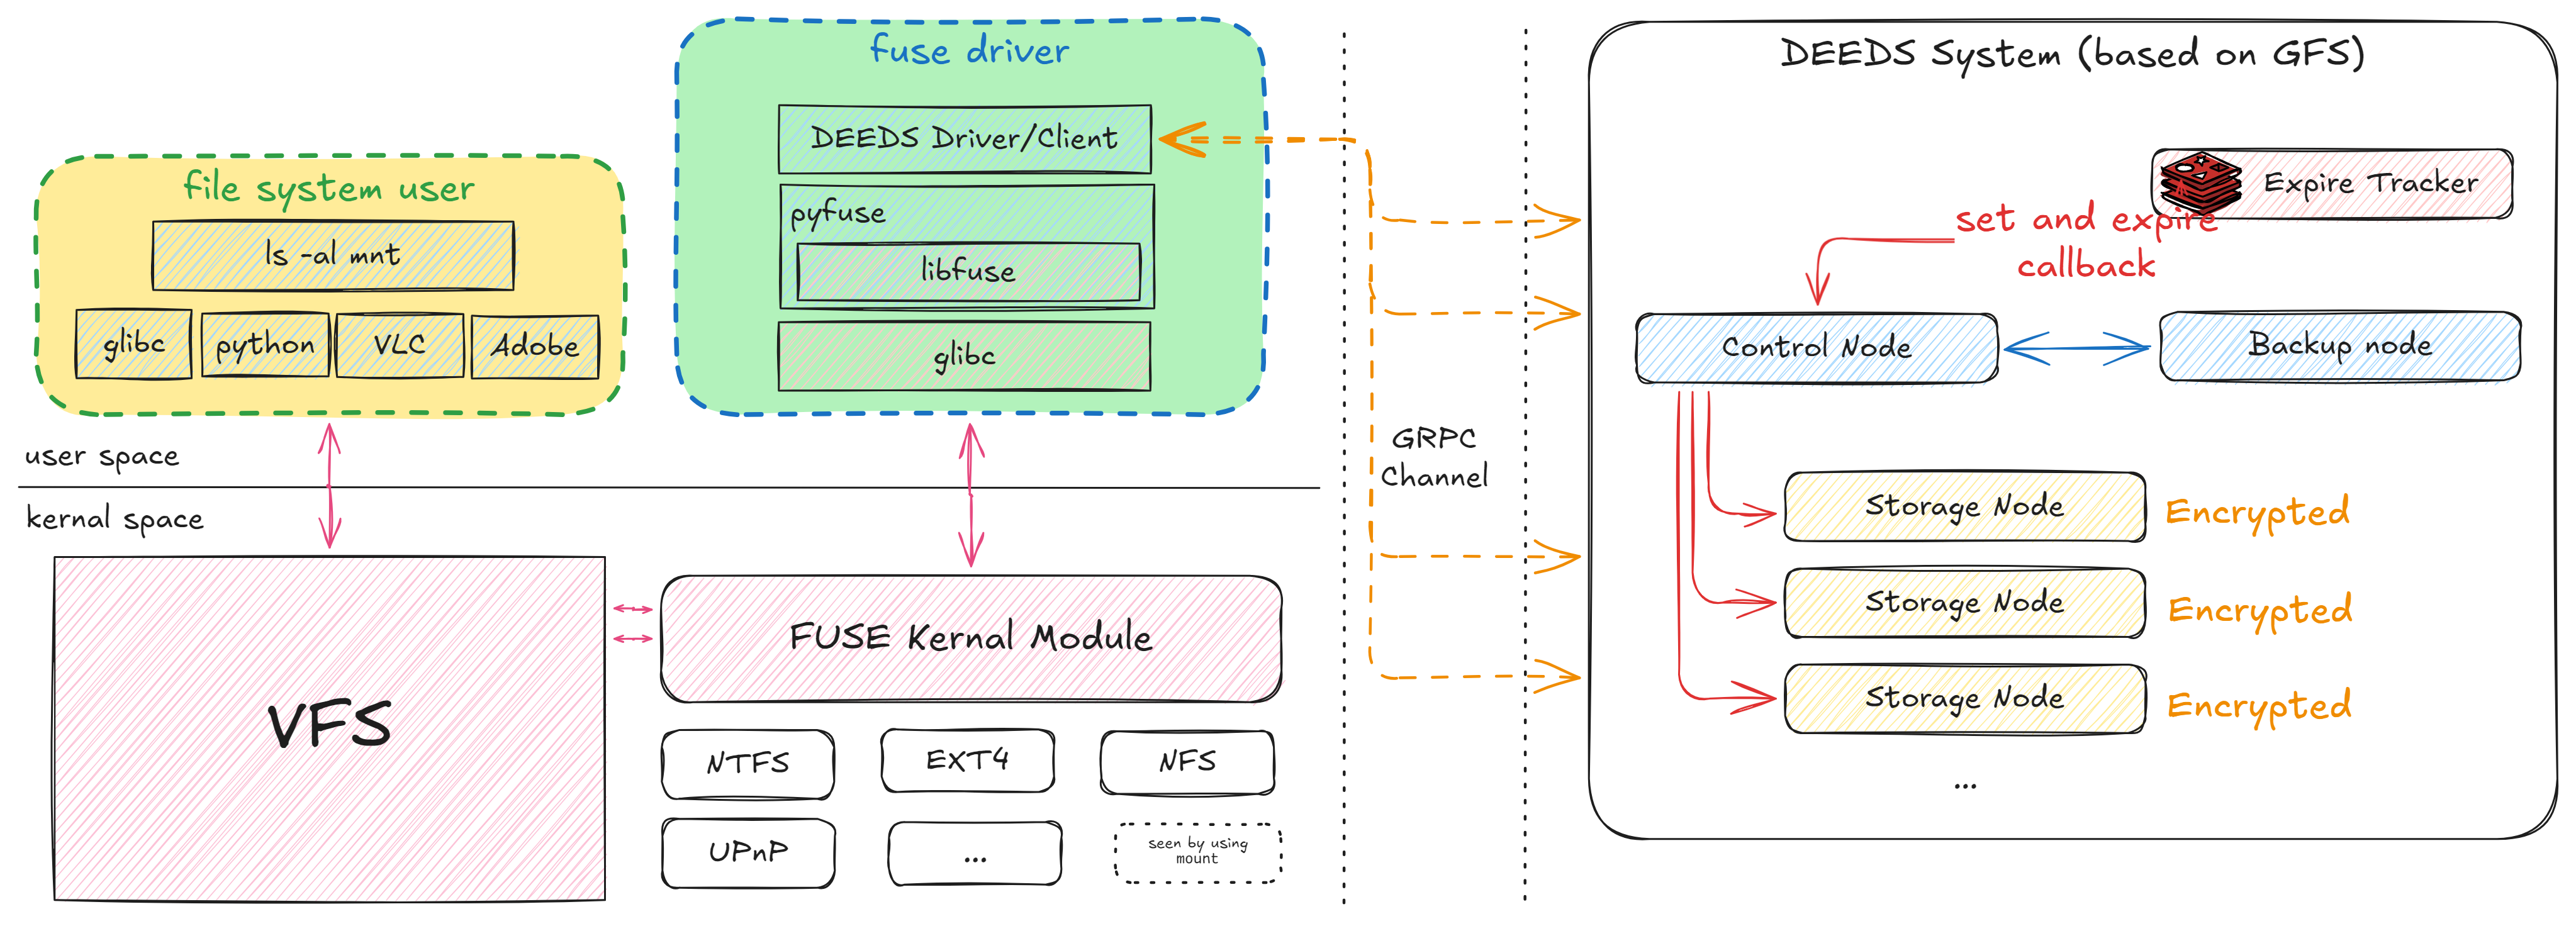 file system user
ls -al mnt
glibc
python
VLC
Adobe
fuse driver
DEEDS Driver/Client
pyfuse
libfuse
glibc
user space
kernal space
VFS
FUSE Kernal Module
NTFS
EXT4
NFS
UPnP
...
seen by using
mount
GRPC
Channel
DEEDS System (based on GFS)
Expire Tracker
set and expire
callback
Control Node
Backup node
Storage Node
Encrypted
Storage Node
Encrypted
Storage Node
Encrypted
...